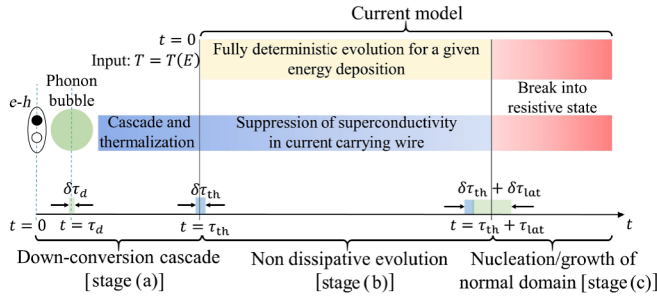 Current model
t = 0
Input: T = T(E)
Fully deterministic evolution for a given
energy deposition
Phonon
bubble
e-h
Break into
resistive state
Cascade and
thermalization
Suppression of superconductivity
in current carrying wire
δτ_d
δτ_th
δτ_th + δτ_lat
t = 0
t = τ_d
t = τ_th
t = τ_th + τ_lat
t
Down-conversion cascade
[stage (a)]
Non dissipative evolution
[stage (b)]
Nucleation/growth of
normal domain [stage (c)]